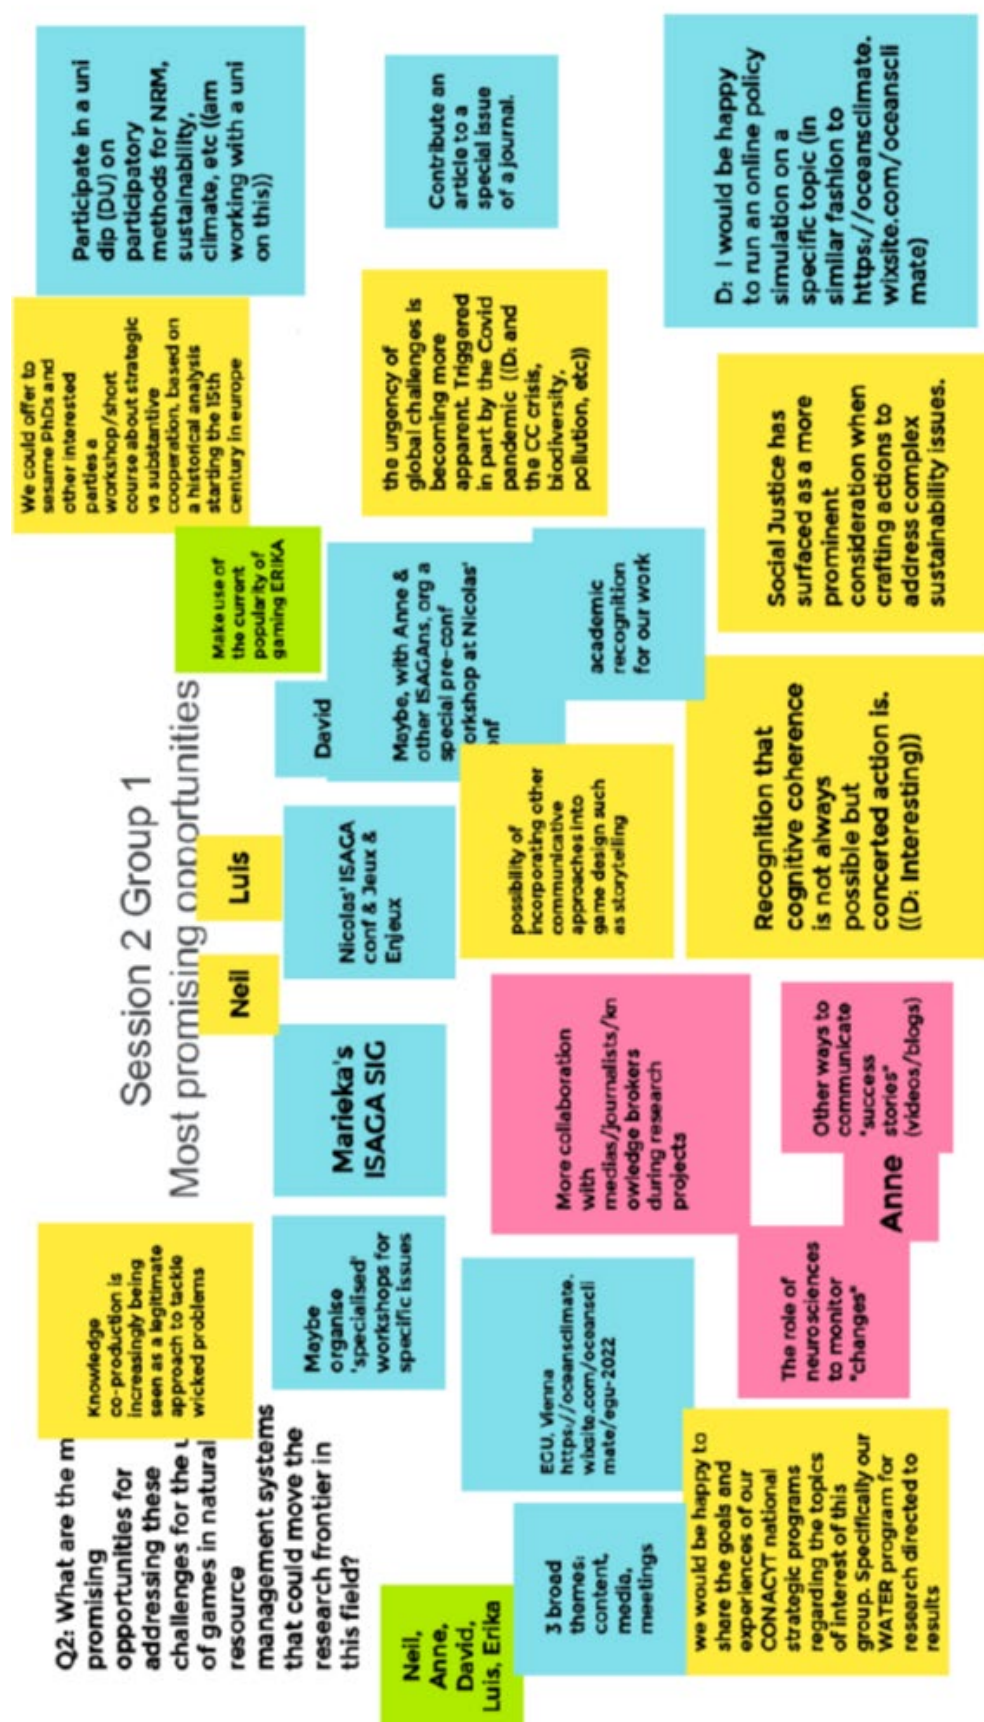 Session 2 Group 1
Most promising opportunities
Q2: What are the m
promising
opportunities for
addressing these
challenges for the u
of games in natural
resource
management systems
that could move the
research frontier in
this field?
Neil,
Anne,
David,
Luis, Erika
Knowledge
co-production is
increasingly being
seen as a legitimate
approach to tackle
wicked problems
Maybe
organise
'specialised'
workshops for
specific issues
Marieka's
ISAGA SIG
Neil
Luis
Nicolas' ISAGA
conf & Jeux &
Enjeux
David
Make use of
the current
popularity of
gaming ERIKA
Maybe, with Anne &
other ISAGAns, org a
special pre-conf
orkshop at Nicolas'
onf
academic
recognition
for our work
We could offer to
sesame PhDs and
other interested
parties a
workshop/short
course about strategic
vs substantive
cooperation, based on
a historical analysis
starting the 15th
century in europe
Participate in a uni
dip (DU) on
participatory
methods for NRM,
sustainability,
climate, etc ((am
working with a uni
on this))
the urgency of
global challenges is
becoming more
apparent. Triggered
in part by the Covid
pandemic ((D: and
the CC crisis,
biodiversity,
pollution, etc))
Contribute an
article to a
special issue
of a journal.
3 broad
themes:
content,
media,
meetings
EGU. Vienna
https://oceansclimate.
wixsite.com/oceanscli
mate/egu-2022
More collaboration
with
medias/journalists/kn
owledge brokers
during research
projects
possibility of
incorporating other
communicative
approaches into
game design such
as storytelling
we would be happy to
share the goals and
experiences of our
CONACYT national
strategic programs
regarding the topics
of interest of this
group. Specifically our
WATER program for
research directed to
results
The role of
neurosciences
to monitor
"changes"
Anne
Other ways to
communicate
"success
stories"
(videos/blogs)
Recognition that
cognitive coherence
is not always
possible but
concerted action is.
((D: Interesting))
Social Justice has
surfaced as a more
prominent
consideration when
crafting actions to
address complex
sustainability issues.
D: I would be happy
to run an online policy
simulation on a
specific topic (in
similar fashion to
https://oceansclimate.
wixsite.com/oceanscli
mate)